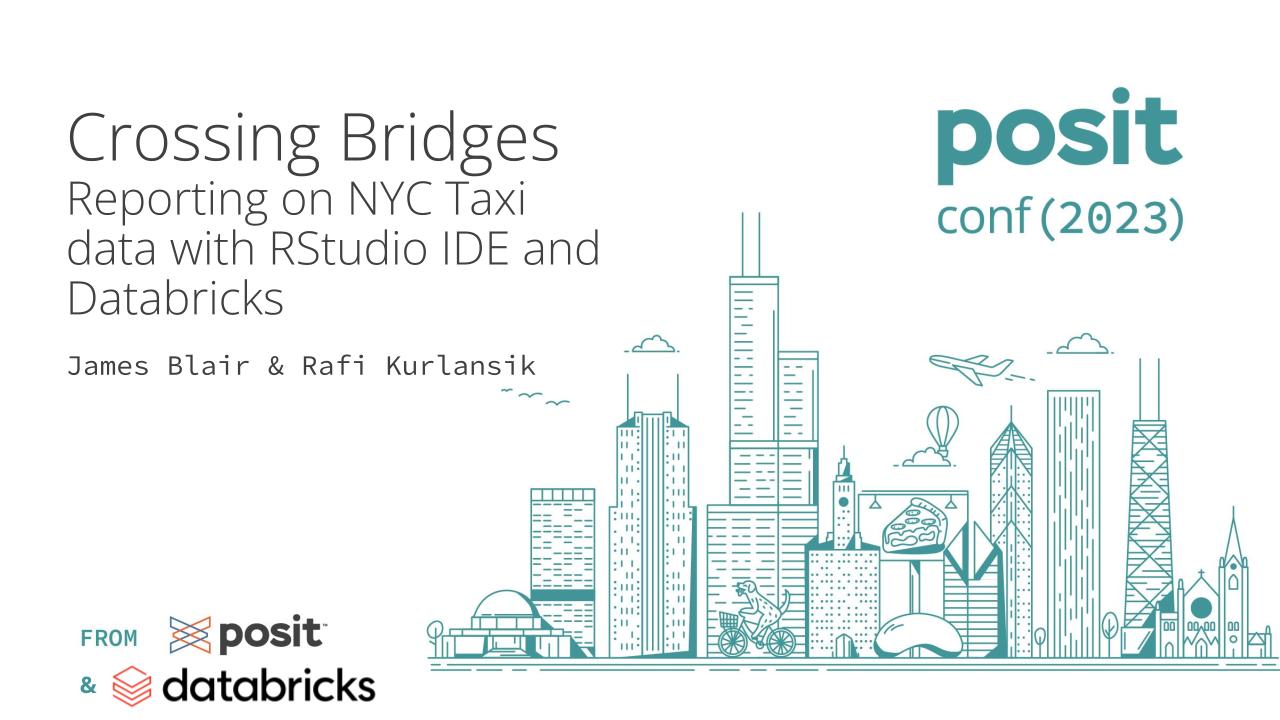 Crossing Bridges
Reporting on NYC Taxi
data with RStudio IDE and
Databricks
James Blair & Rafi Kurlansik
posit
conf(2023)
FROM posit™
& databricks